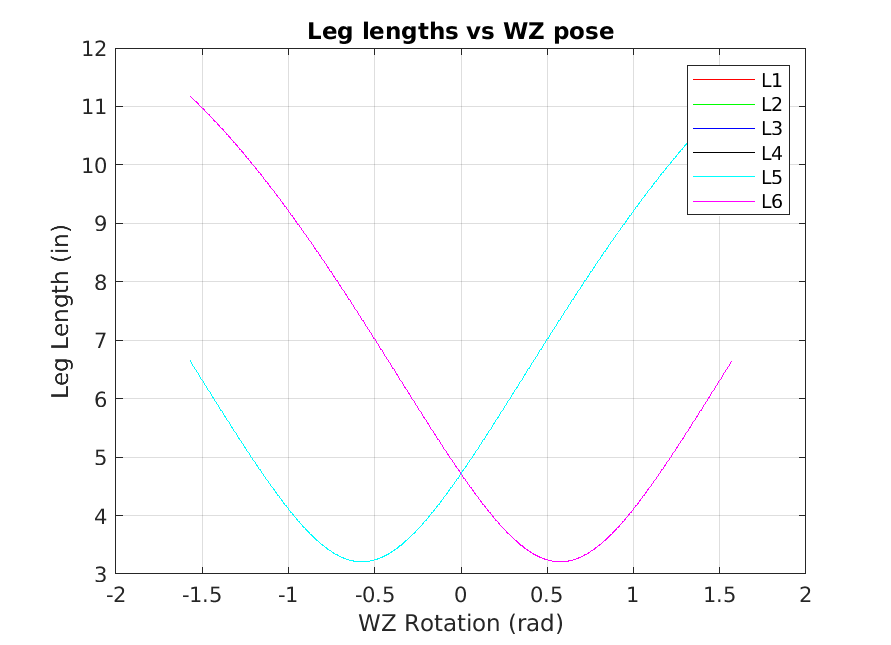 Leg lengths vs WZ pose
12
11
10
9
8
7
6
5
4
3
Leg Length (in)
L1
L2
L3
L4
L5
L6
-2 -1.5 -1 -0.5 0 0.5 1 1.5 2
WZ Rotation (rad)